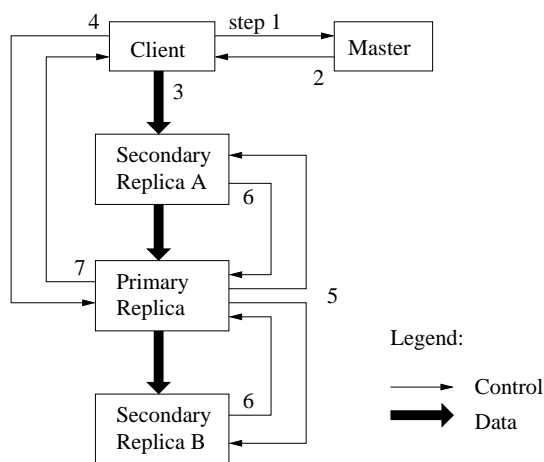 4
step 1
Client
Master
2
3
Secondary
Replica A
6
7
Primary
Replica
5
Legend:
6
Control
Secondary
Replica B
Data